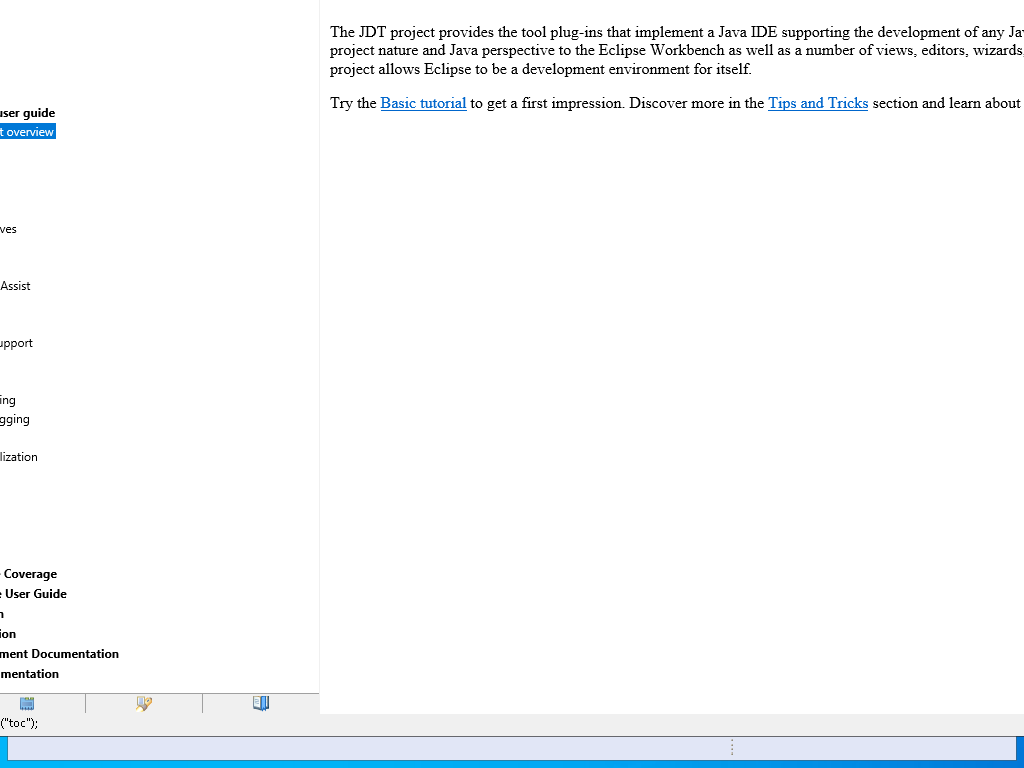 The JDT project provides the tool plug-ins that implement a Java IDE supporting the development of any
project nature and Java perspective to the Eclipse Workbench as well as a number of views, editors, wizards,
project allows Eclipse to be a development environment for itself.
Try the Basic tutorial to get a first impression. Discover more in the Tips and Tricks section and learn about
user guide
t overview
ves
Assist
upport
ing
gging
lization
Coverage
User Guide
n
ion
ment Documentation
mentation
("toc");